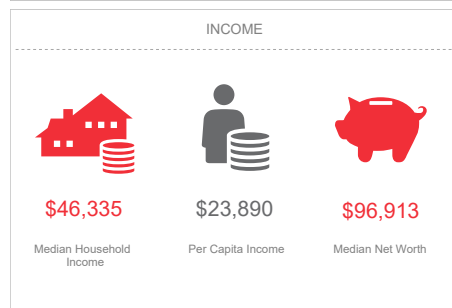 INCOME
$46,335
$23,890
$96,913
Median Household
Income
Per Capita Income
Median Net Worth